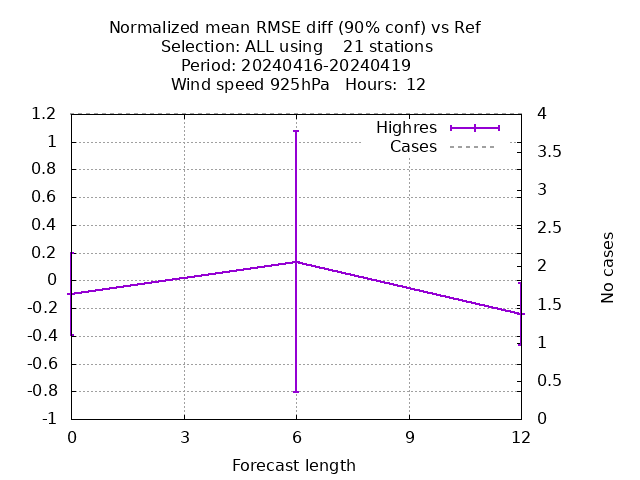 Normalized mean RMSE diff (90% conf) vs Ref
Selection: ALL using    21 stations
Period: 20240416-20240419
Wind speed 925hPa   Hours:  12
Highres
Cases
1.2
1
0.8
0.6
0.4
0.2
0
-0.2
-0.4
-0.6
-0.8
-1
4
3.5
3
2.5
2
1.5
1
0.5
0
No cases
0 3 6 9 12
Forecast length